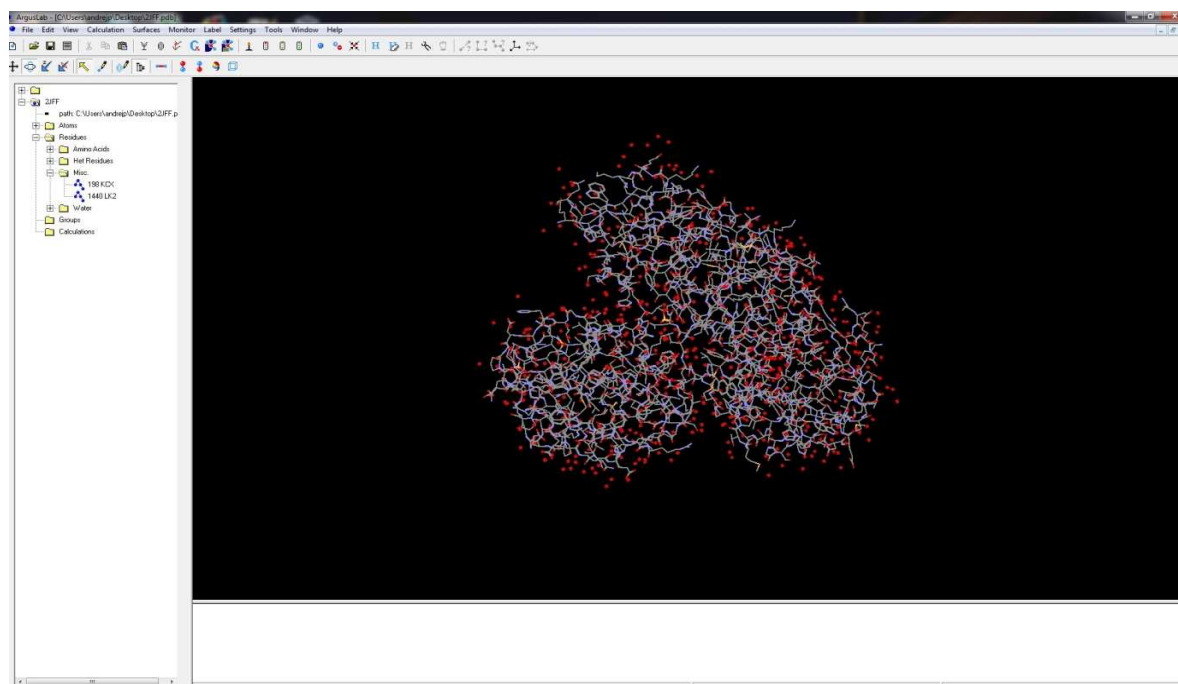 ArgusLab - [C:\Users\andrejp\Desktop\2JFF.pdb]
File Edit View Calculation Surfaces Monitor Label Settings Tools Window Help
2JFF
path: C:\Users\andrejp\Desktop\2JFF.p
Atoms
Residues
Amino Acids
Het Residues
Misc.
198 KCX
1440 LK2
Water
Groups
Calculations